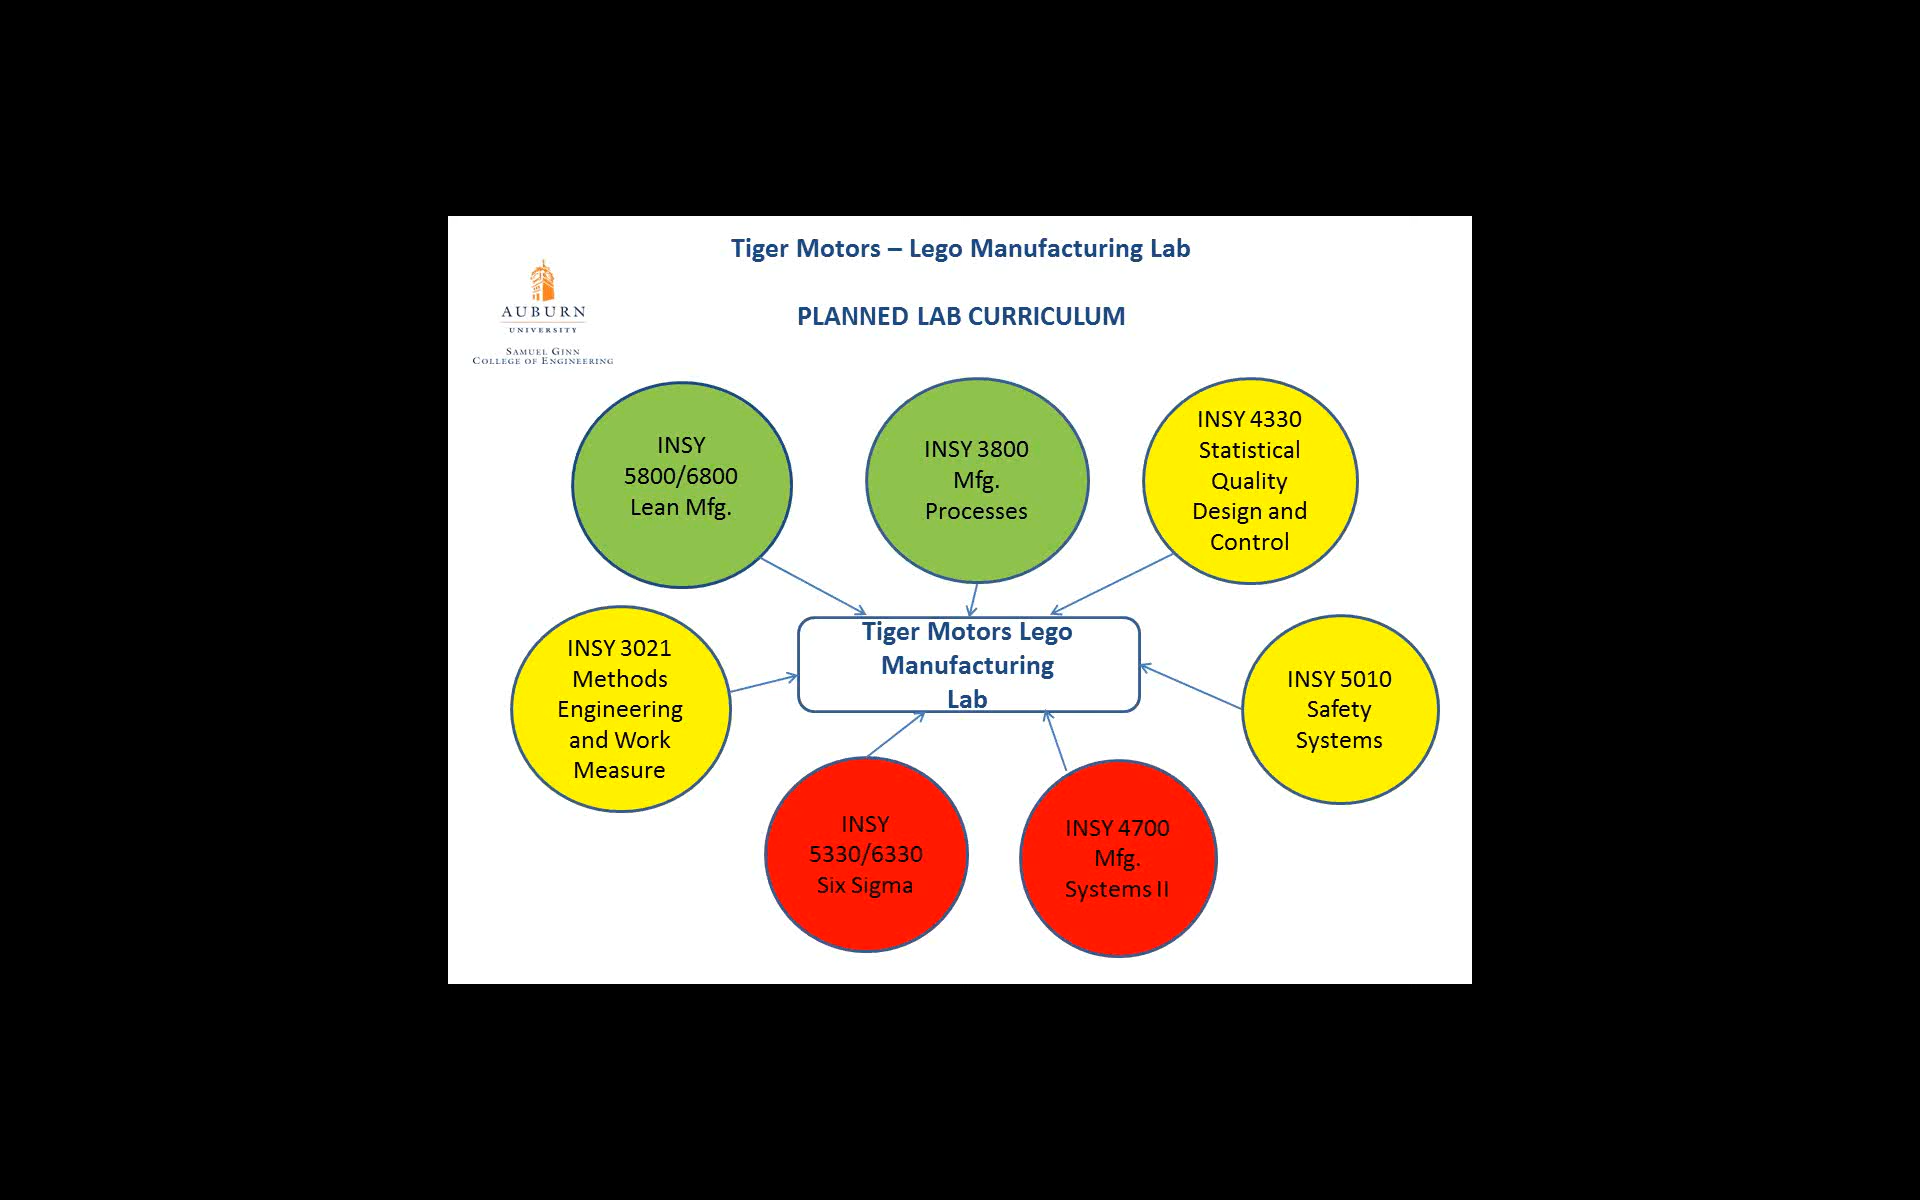 Tiger Motors – Lego Manufacturing Lab
AUBURN
UNIVERSITY
SAMUEL GINN
COLLEGE OF ENGINEERING
PLANNED LAB CURRICULUM
INSY
5800/6800
Lean Mfg.
INSY 3800
Mfg.
Processes
INSY 4330
Statistical
Quality
Design and
Control
INSY 3021
Methods
Engineering
and Work
Measure
Tiger Motors Lego
Manufacturing
Lab
INSY 5010
Safety
Systems
INSY
5330/6330
Six Sigma
INSY 4700
Mfg.
Systems II